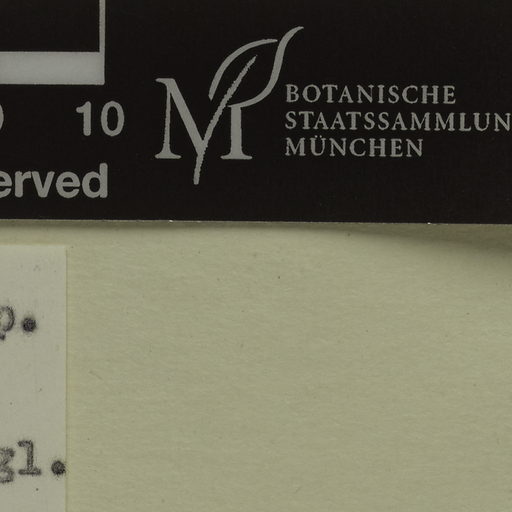 10
BOTANISCHE
STAATSSAMMLUN
MÜNCHEN
erved
p.
gl.